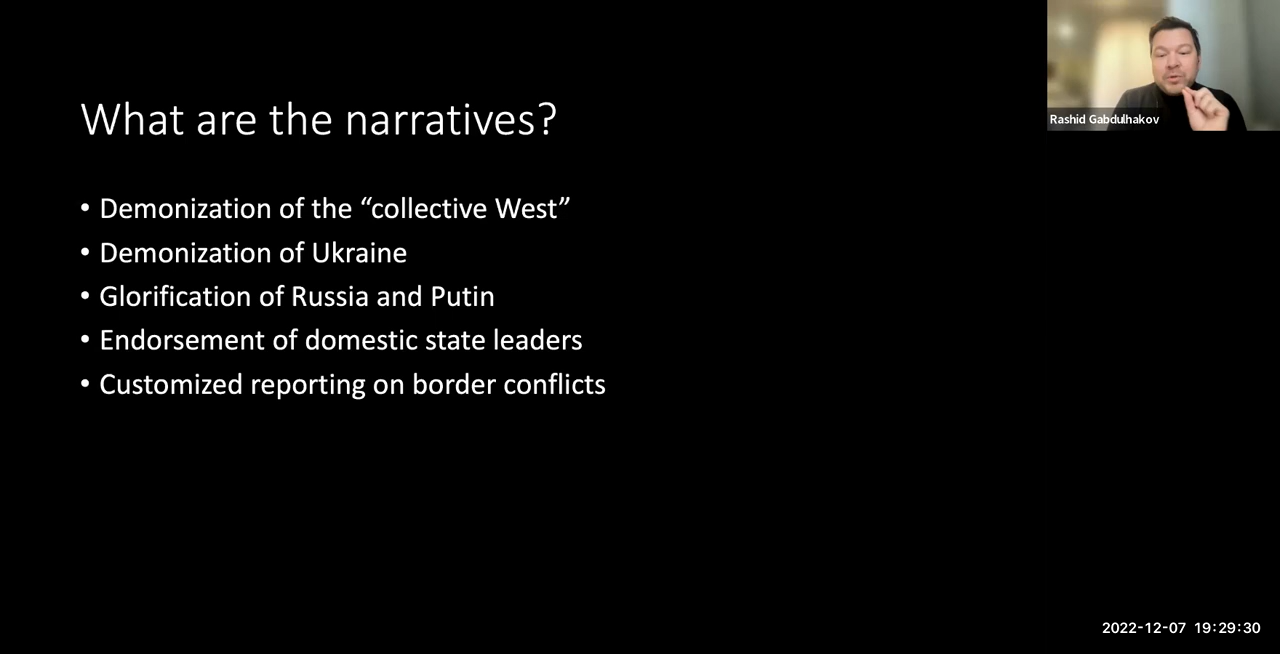 What are the narratives?
• Demonization of the “collective West”
• Demonization of Ukraine
• Glorification of Russia and Putin
• Endorsement of domestic state leaders
• Customized reporting on border conflicts
Rashid Gabdulhakov
2022-12-07 19:29:30